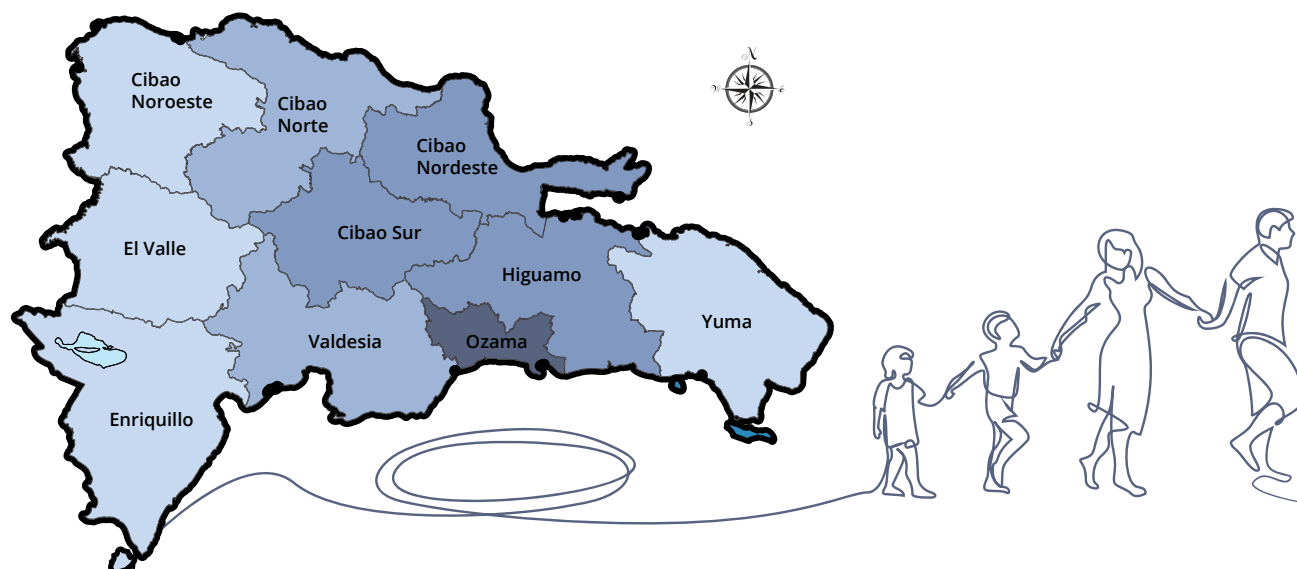 Cibao
Noroeste
Cibao
Norte
Cibao
Nordeste
N
Cibao Sur
El Valle
Higuamo
Yuma
Valdesia
Ozama
Enriquillo